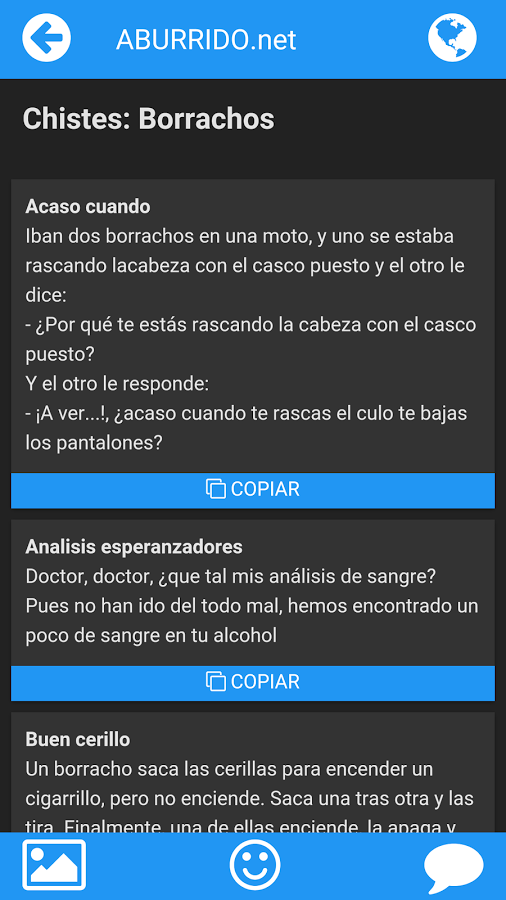 ABURRIDO.net
Chistes: Borrachos
Acaso cuando
Iban dos borrachos en una moto, y uno se estaba
rascando lacabeza con el casco puesto y el otro le
dice:
- ¿Por qué te estás rascando la cabeza con el casco
puesto?
Y el otro le responde:
- ¡A ver...!, ¿acaso cuando te rascas el culo te bajas
los pantalones?
COPIAR
Analisis esperanzadores
Doctor, doctor, ¿que tal mis análisis de sangre?
Pues no han ido del todo mal, hemos encontrado un
poco de sangre en tu alcohol
COPIAR
Buen cerillo
Un borracho saca las cerillas para encender un
cigarrillo, pero no enciende. Saca una tras otra y las
tira. Finalmente, una de ellas enciende, la apaga y